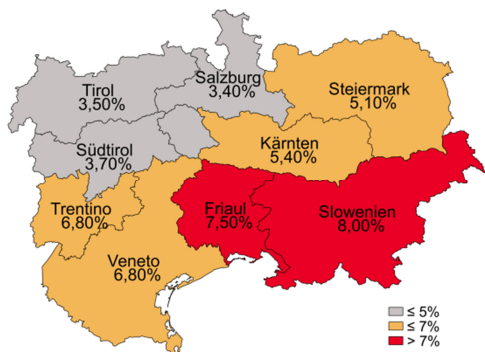 Salzburg
3,40%
Tirol
3,50%
Steiermark
5,10%
Kärnten
5,40%
Südtirol
3,70%
Trentino
6,80%
Friaul
7,50%
Slowenien
8,00%
Veneto
6,80%
≤ 5%
≤ 7%
> 7%